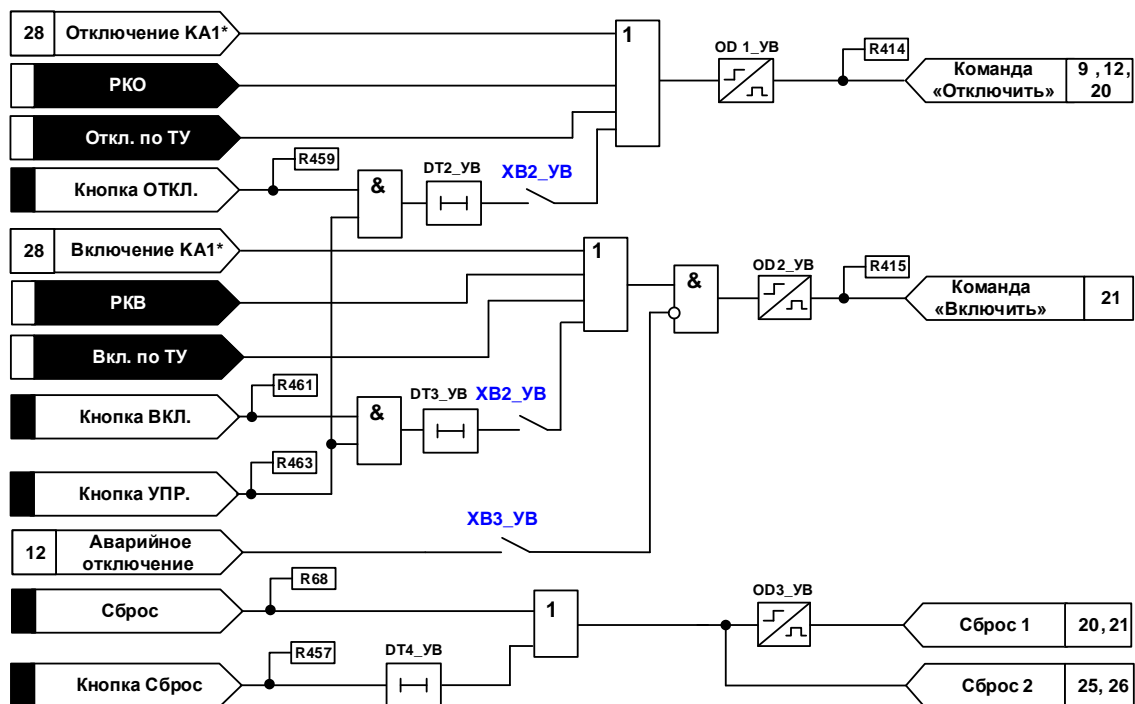 28 Отключение КА1*
1
OD 1_УВ
R414
Команда
«Отключить»
9 , 12,
20
РКО
Откл. по ТУ
R459
Кнопка ОТКЛ.
&
DT2_УВ
XB2_УВ
28 Включение КА1*
1
&
OD2_УВ
R415
Команда
«Включить»
21
РКВ
Вкл. по ТУ
R461
Кнопка ВКЛ.
&
DT3_УВ
XB2_УВ
R463
Кнопка УПР.
XB3_УВ
12 Аварийное
отключение
R68
Сброс
1
OD3_УВ
Сброс 1 20, 21
R457
Кнопка Сброс
DT4_УВ
Сброс 2 25, 26